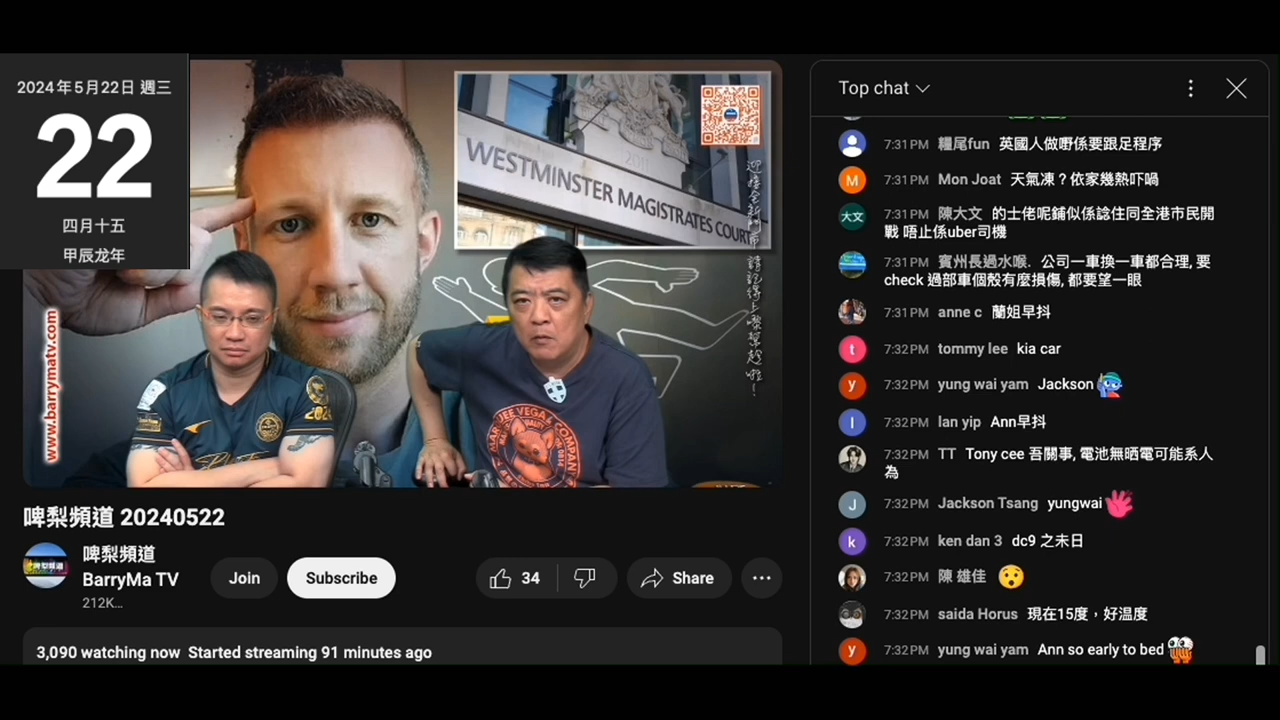 2024年5月22日 週三
22
四月十五
甲辰龙年
WESTMINSTER MAGISTRATES COURT
2011
www.barrymatv.com
COMPANY
啤梨頻道 20240522
啤梨頻道
BarryMa TV
212K...
Join
Subscribe
34
Share
3,090 watching now Started streaming 91 minutes ago
Top chat
7:31 PM 糧尾fun 英國人做嘢係要跟足程序
7:31 PM Mon Joat 天氣凍？依家幾熱吓喎
7:31 PM 陳大文 的士佬呢鋪似係諗住同全港市民開
戰 唔止係uber司機
7:31 PM 賓州長過水喉. 公司一車換一車都合理, 要
check 過部車個殼有麼損傷, 都要望一眼
7:31 PM anne c 蘭姐早抖
7:32 PM tommy lee kia car
7:32 PM yung wai yam Jackson
7:32 PM lan yip Ann早抖
7:32 PM TT Tony cee 吾關事, 電池無晒電可能系人
為
7:32 PM Jackson Tsang yungwai
7:32 PM ken dan 3 dc9 之未日
7:32 PM 陳 雄佳
7:32 PM saida Horus 現在15度，好温度
7:32 PM yung wai yam Ann so early to bed